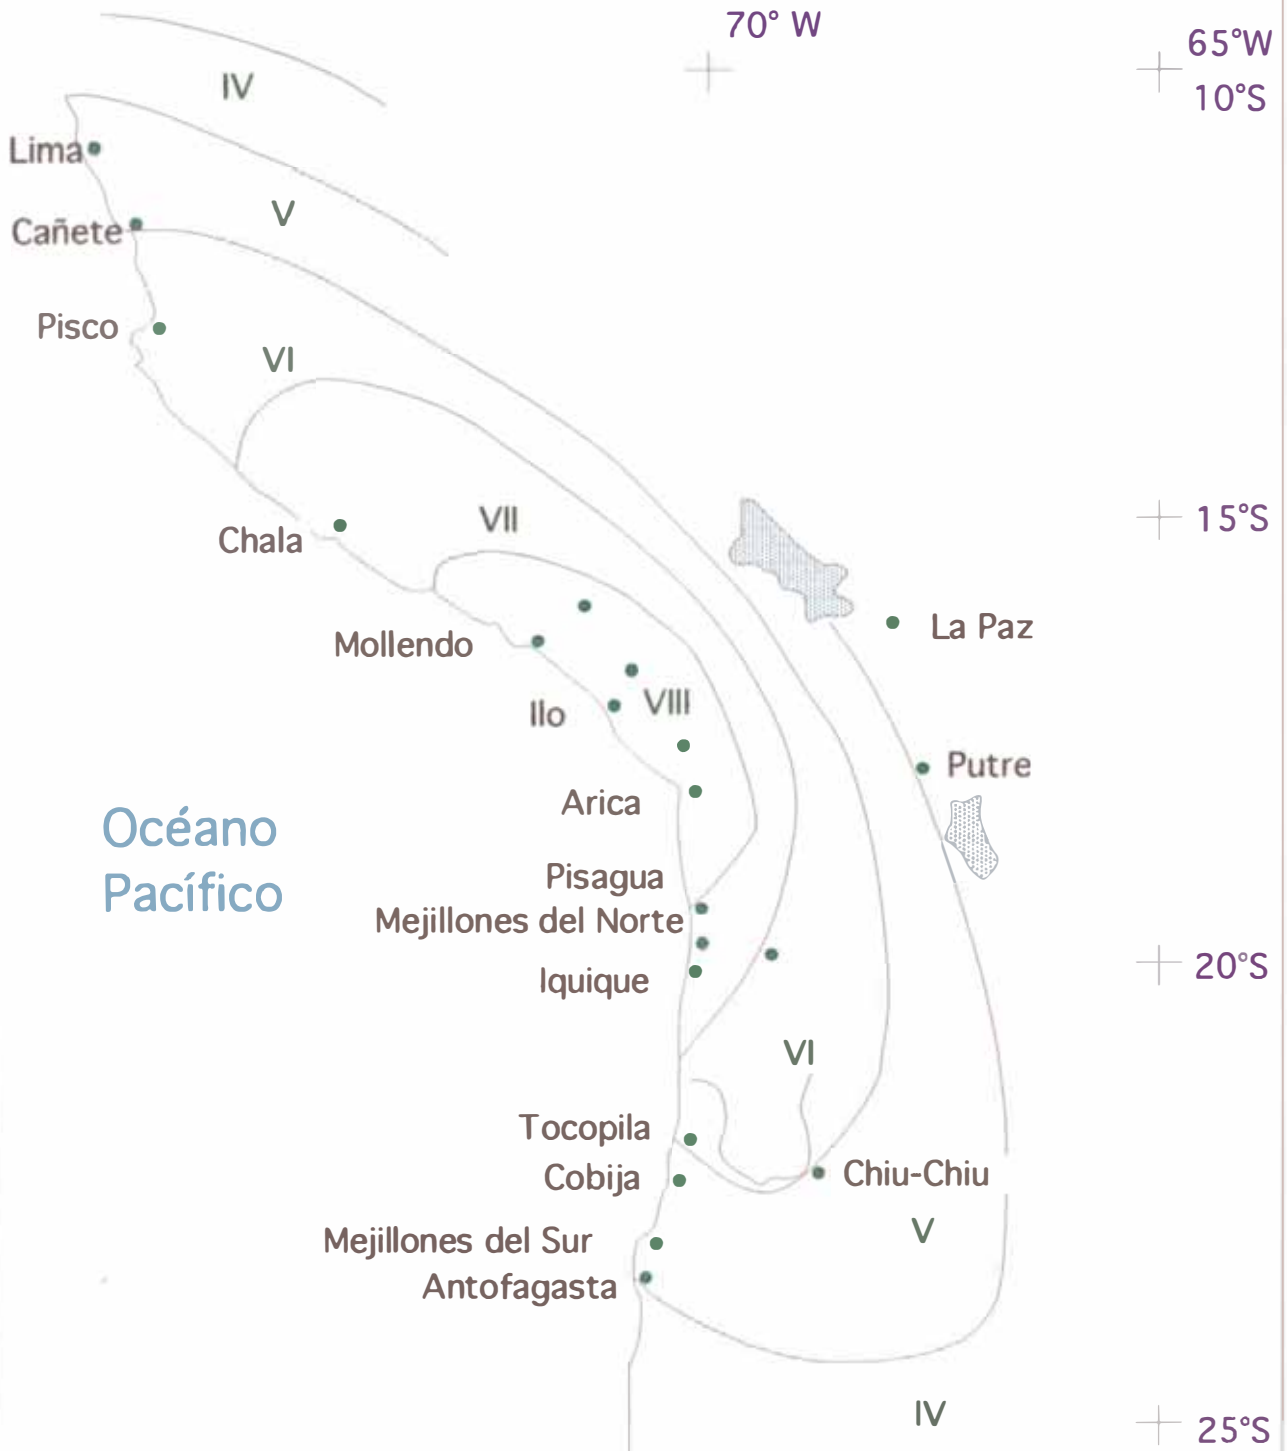 70° W
65°W
10°S
IV
Lima
V
Cañete
Pisco
VI
15°S
VII
Chala
La Paz
Mollendo
VIII
Ilo
Putre
Arica
Océano
Pacífico
Pisagua
Mejillones del Norte
20°S
Iquique
VI
Tocopila
Chiu-Chiu
Cobija
V
Mejillones del Sur
Antofagasta
IV
25°S